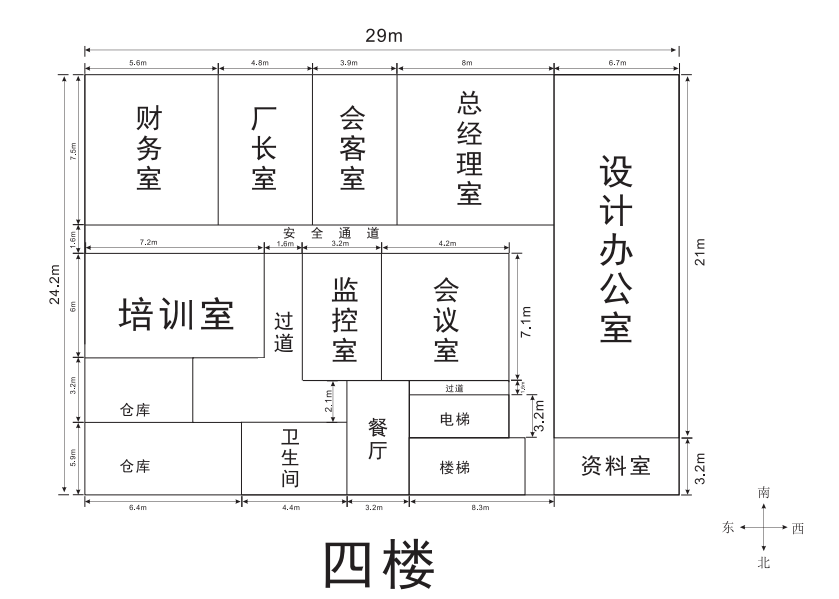 29m
5.6m
4.8m
3.9m
8m
6.7m
财务室
厂长室
会客室
总经理室
设计办公室
7.5m
24.2m
21m
安全通道
1.6m
7.2m
1.6m
3.2m
4.2m
培训室
过道
监控室
会议室
6m
7.1m
过道
3.2m
仓库
2.1m
餐厅
电梯
3.2m
卫生间
仓库
楼梯
资料室
5.9m
3.2m
6.4m
4.4m
3.2m
8.3m
南
东
西
北
四楼